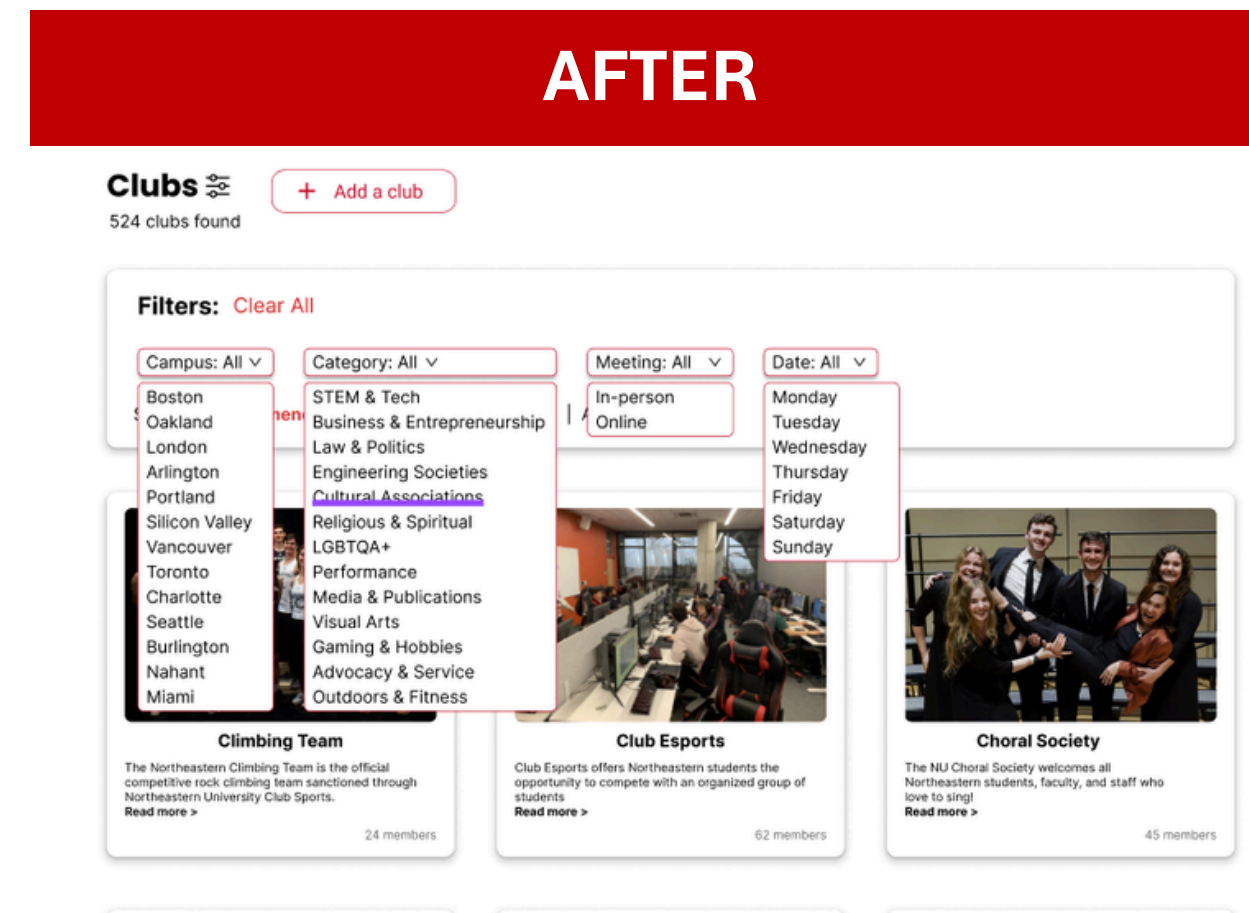 AFTER
Clubs
+ Add a club
524 clubs found
Filters: Clear All
Campus: All
Boston
Oakland
London
Arlington
Portland
Silicon Valley
Vancouver
Toronto
Charlotte
Seattle
Burlington
Nahant
Miami
Category: All
STEM & Tech
Business & Entrepreneurship
Law & Politics
Engineering Societies
Cultural Associations
Religious & Spiritual
LGBTQA+
Performance
Media & Publications
Visual Arts
Gaming & Hobbies
Advocacy & Service
Outdoors & Fitness
Meeting: All
In-person
Online
Date: All
Monday
Tuesday
Wednesday
Thursday
Friday
Saturday
Sunday
Climbing Team
The Northeastern Climbing Team is the official
competitive rock climbing team sanctioned through
Northeastern University Club Sports.
Read more >
24 members
Club Esports
Club Esports offers Northeastern students the
opportunity to compete with an organized group of
students
Read more >
62 members
Choral Society
The NU Choral Society welcomes all
Northeastern students, faculty, and staff who
love to sing!
Read more >
45 members